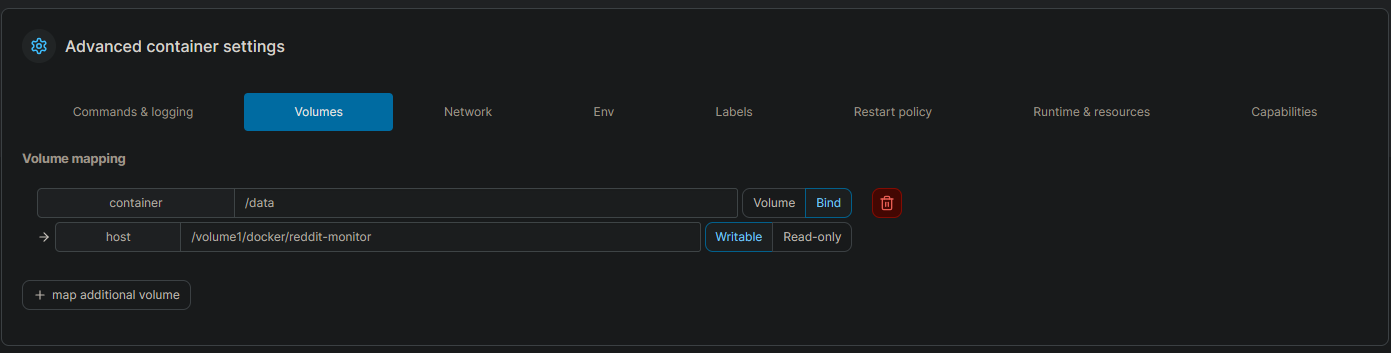 Advanced container settings
Commands & logging Volumes Network Env Labels Restart policy Runtime & resources Capabilities
Volume mapping
container /data Volume Bind
→ host /volume1/docker/reddit-monitor Writable Read-only
+ map additional volume